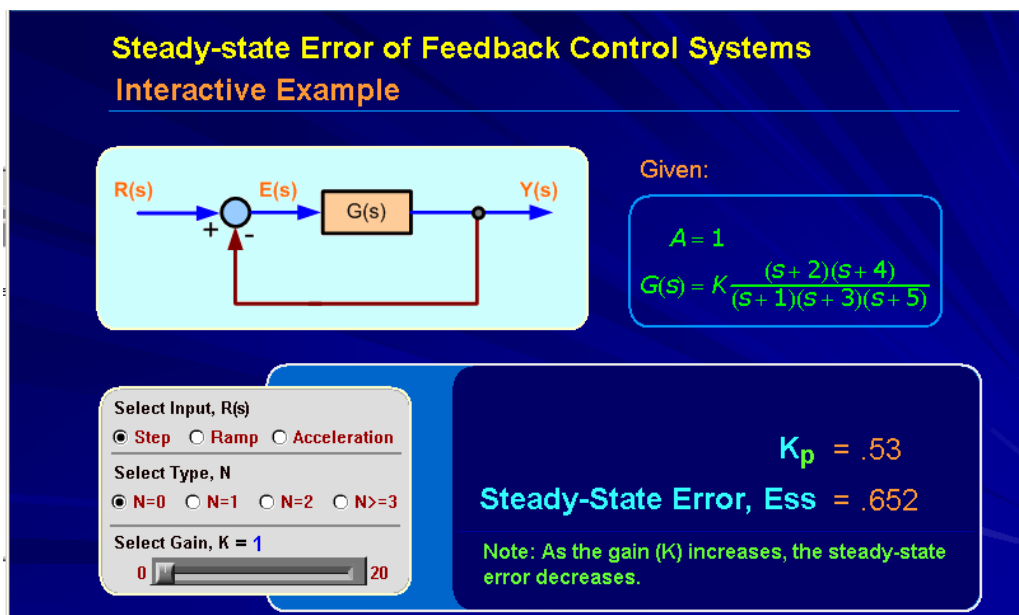 Steady-state Error of Feedback Control Systems
Interactive Example
R(s)
E(s)
Y(s)
G(s)
+
-
Given:
A = 1
G(s) = K (s + 2)(s + 4) / (s + 1)(s + 3)(s + 5)
Select Input, R(s)
Step Ramp Acceleration
Select Type, N
N=0 N=1 N=2 N>=3
Select Gain, K = 1
0 20
Kp = .53
Steady-State Error, Ess = .652
Note: As the gain (K) increases, the steady-state
error decreases.